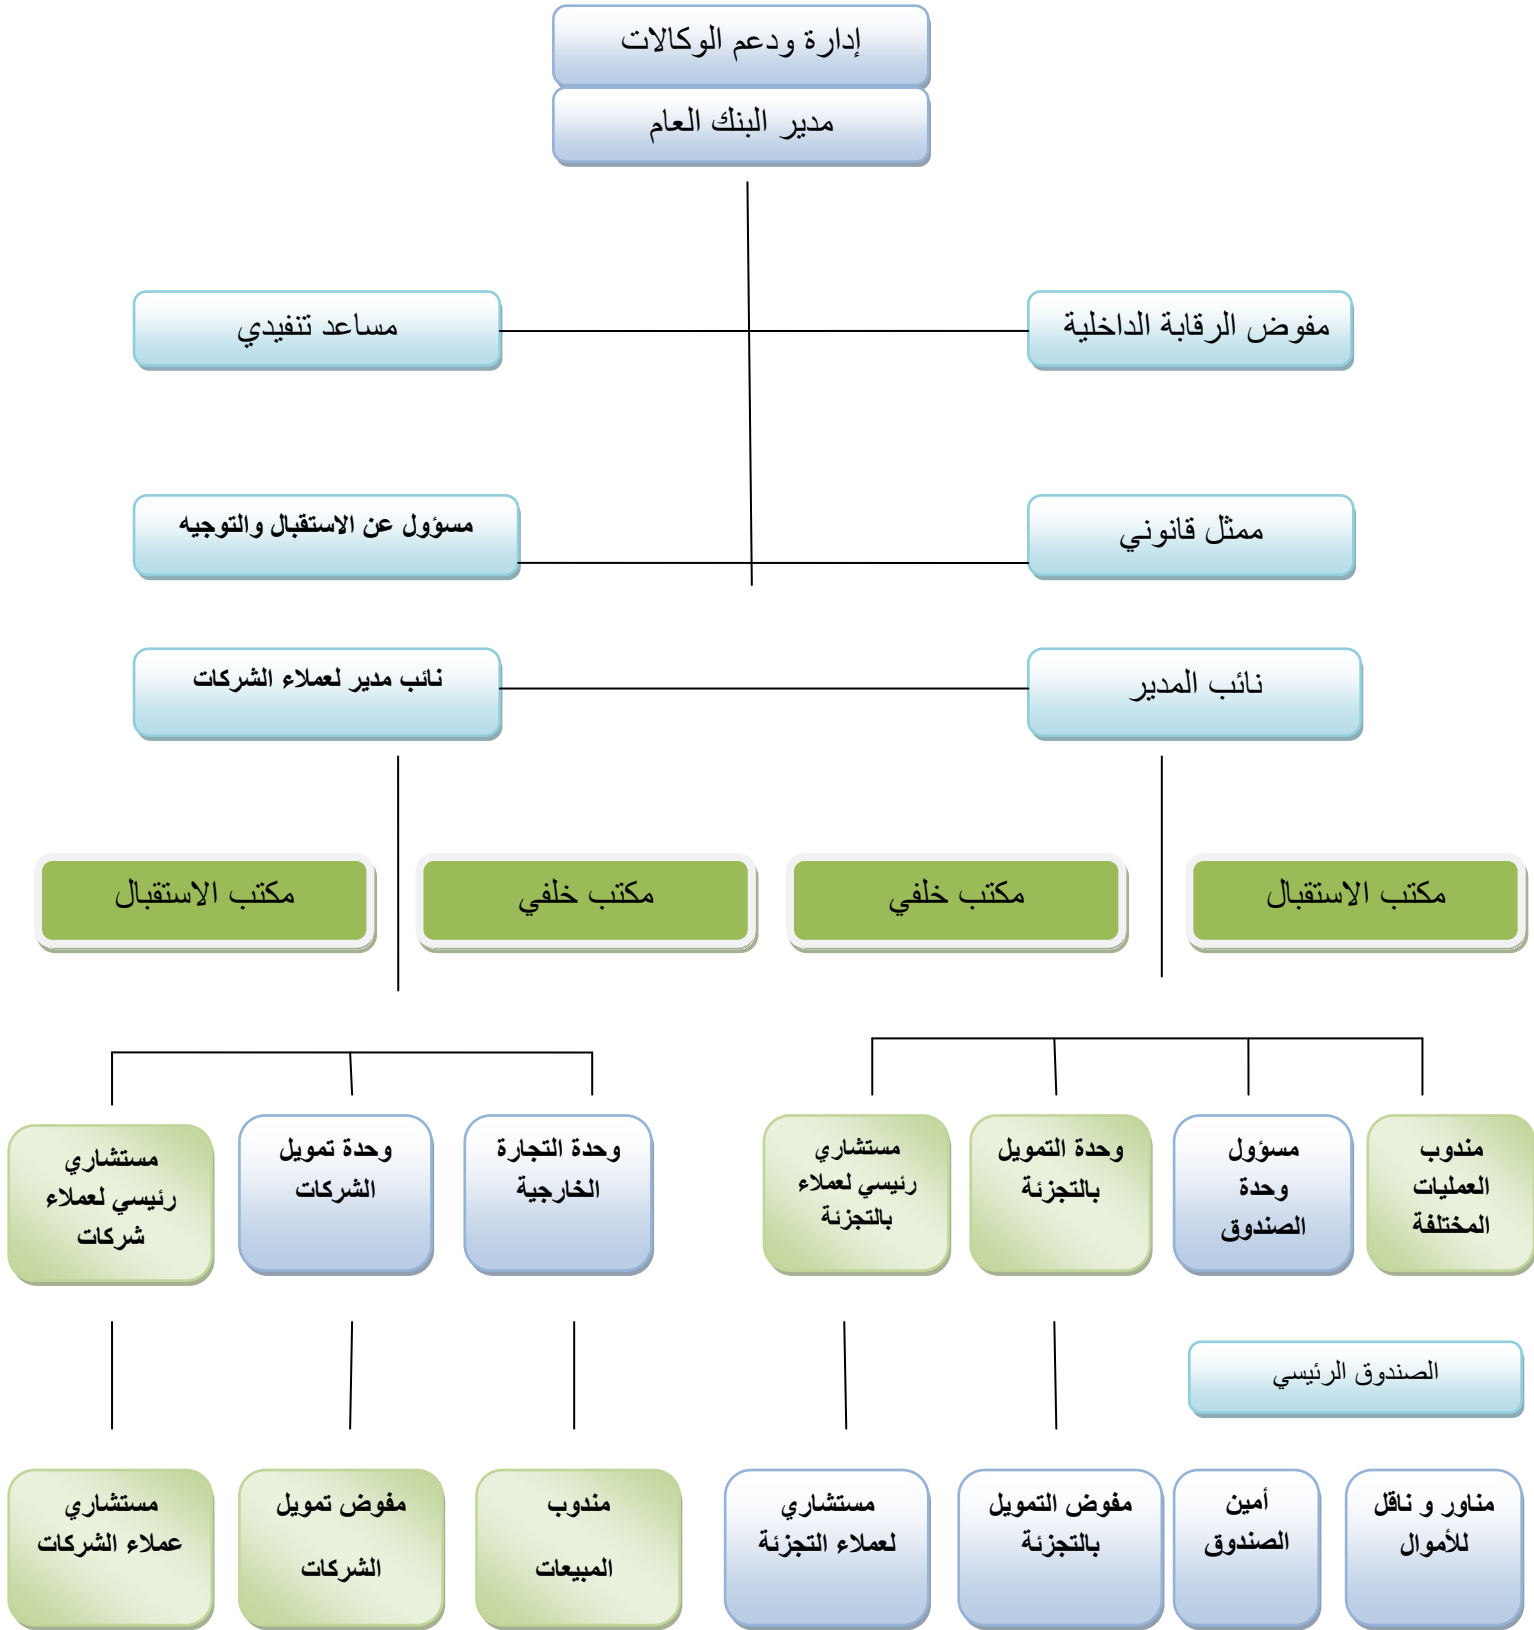 إدارة ودعم الوكالات
مدير البنك العام
مفوض الرقابة الداخلية
مساعد تنفيدي
ممثل قانوني
مسؤول عن الاستقبال والتوجيه
نائب المدير
نائب مدير لعملاء الشركات
مكتب الاستقبال
مكتب خلفي
مكتب خلفي
مكتب الاستقبال
مندوب
العمليات
المختلفة
مسؤول
وحدة
الصندوق
وحدة التمويل
بالتجزئة
مستشاري
رئيسي لعملاء
بالتجزئة
وحدة التجارة
الخارجية
وحدة تمويل
الشركات
مستشاري
رئيسي لعملاء
شركات
الصندوق الرئيسي
مناور و ناقل
للأموال
أمين
الصندوق
مفوض التمويل
بالتجزئة
مستشاري
لعملاء التجزئة
مندوب
المبيعات
مفوض تمويل
الشركات
مستشاري
عملاء الشركات